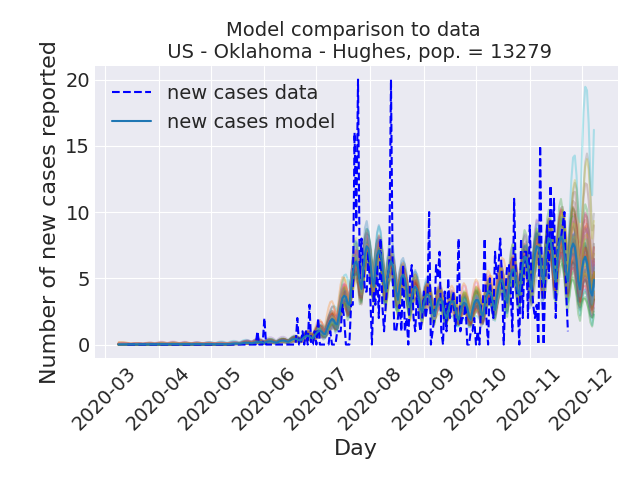 Model comparison to data
US - Oklahoma - Hughes, pop. = 13279
new cases data
new cases model
Number of new cases reported
20
15
10
5
0
2020-03
2020-04
2020-05
2020-06
2020-07
2020-08
2020-09
2020-10
2020-11
2020-12
Day